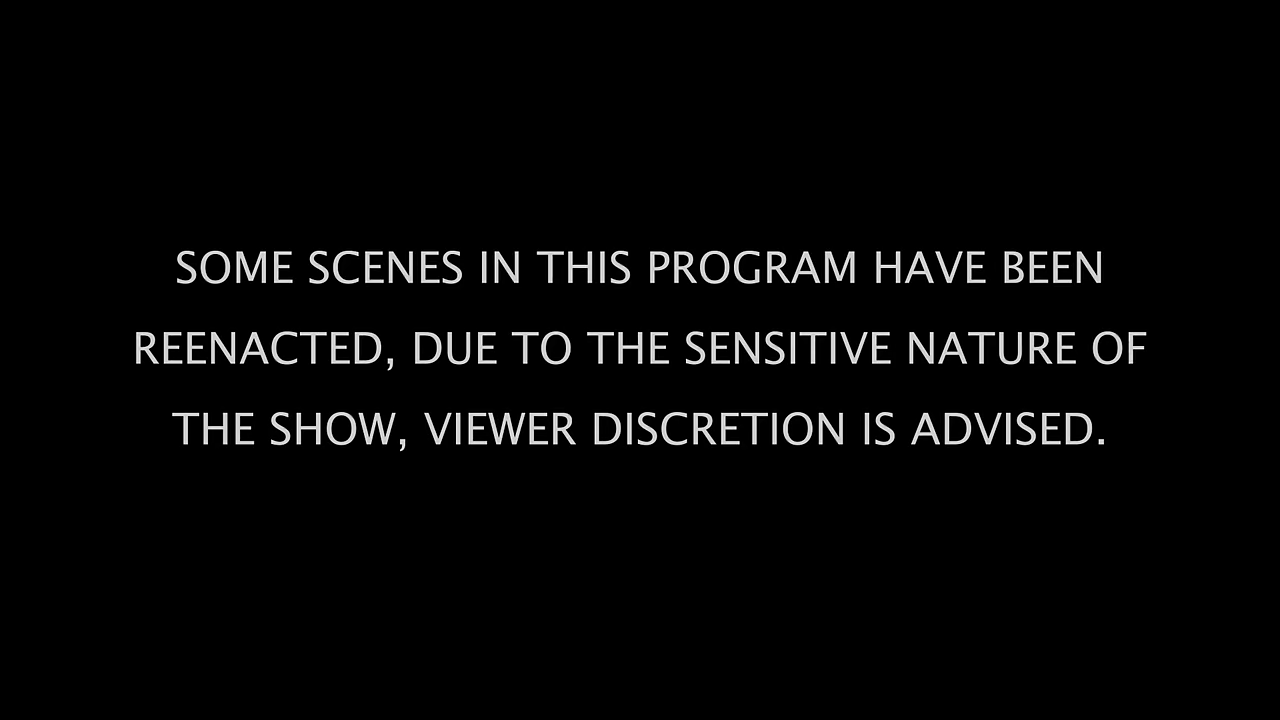 SOME SCENES IN THIS PROGRAM HAVE BEEN
REENACTED, DUE TO THE SENSITIVE NATURE OF
THE SHOW, VIEWER DISCRETION IS ADVISED.